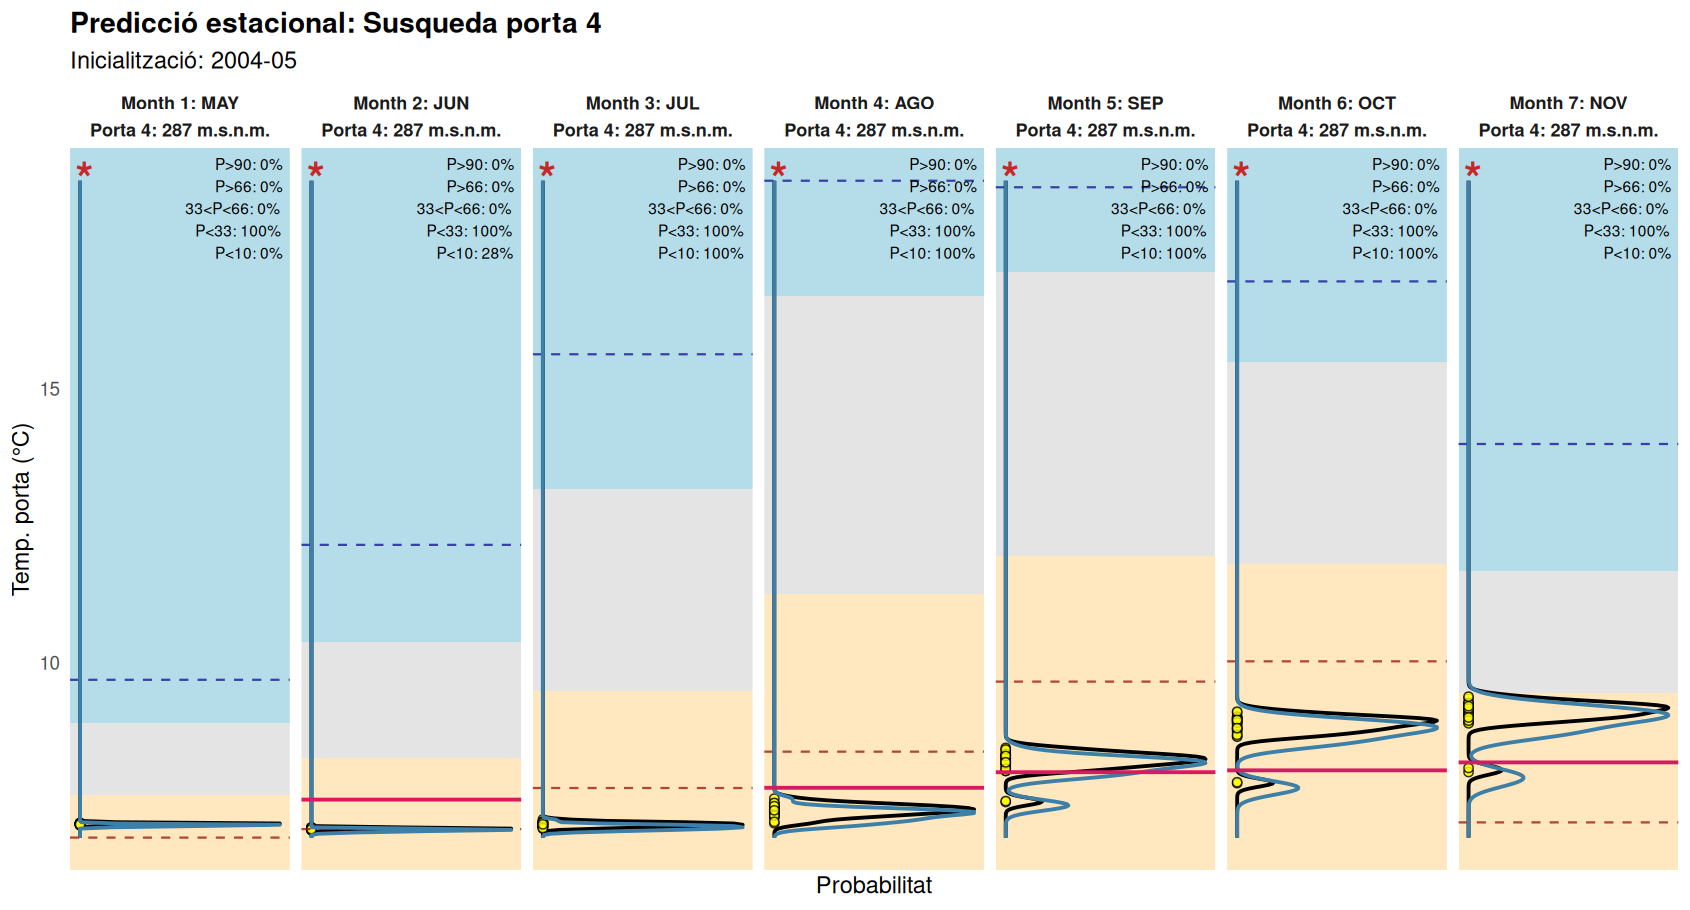 Predicció estacional: Susqueda porta 4
Inicialització: 2004-05
Month 1: MAY
Porta 4: 287 m.s.n.m.
Month 2: JUN
Porta 4: 287 m.s.n.m.
Month 3: JUL
Porta 4: 287 m.s.n.m.
Month 4: AGO
Porta 4: 287 m.s.n.m.
Month 5: SEP
Porta 4: 287 m.s.n.m.
Month 6: OCT
Porta 4: 287 m.s.n.m.
Month 7: NOV
Porta 4: 287 m.s.n.m.
*
P>90: 0%
P>66: 0%
33<P<66: 0%
P<33: 100%
P<10: 0%
*
P>90: 0%
P>66: 0%
33<P<66: 0%
P<33: 100%
P<10: 28%
*
P>90: 0%
P>66: 0%
33<P<66: 0%
P<33: 100%
P<10: 100%
*
P>90: 0%
P>66: 0%
33<P<66: 0%
P<33: 100%
P<10: 100%
*
P>90: 0%
P>66: 0%
33<P<66: 0%
P<33: 100%
P<10: 100%
*
P>90: 0%
P>66: 0%
33<P<66: 0%
P<33: 100%
P<10: 100%
*
P>90: 0%
P>66: 0%
33<P<66: 0%
P<33: 100%
P<10: 0%
15
10
Temp. porta (°C)
Probabilitat